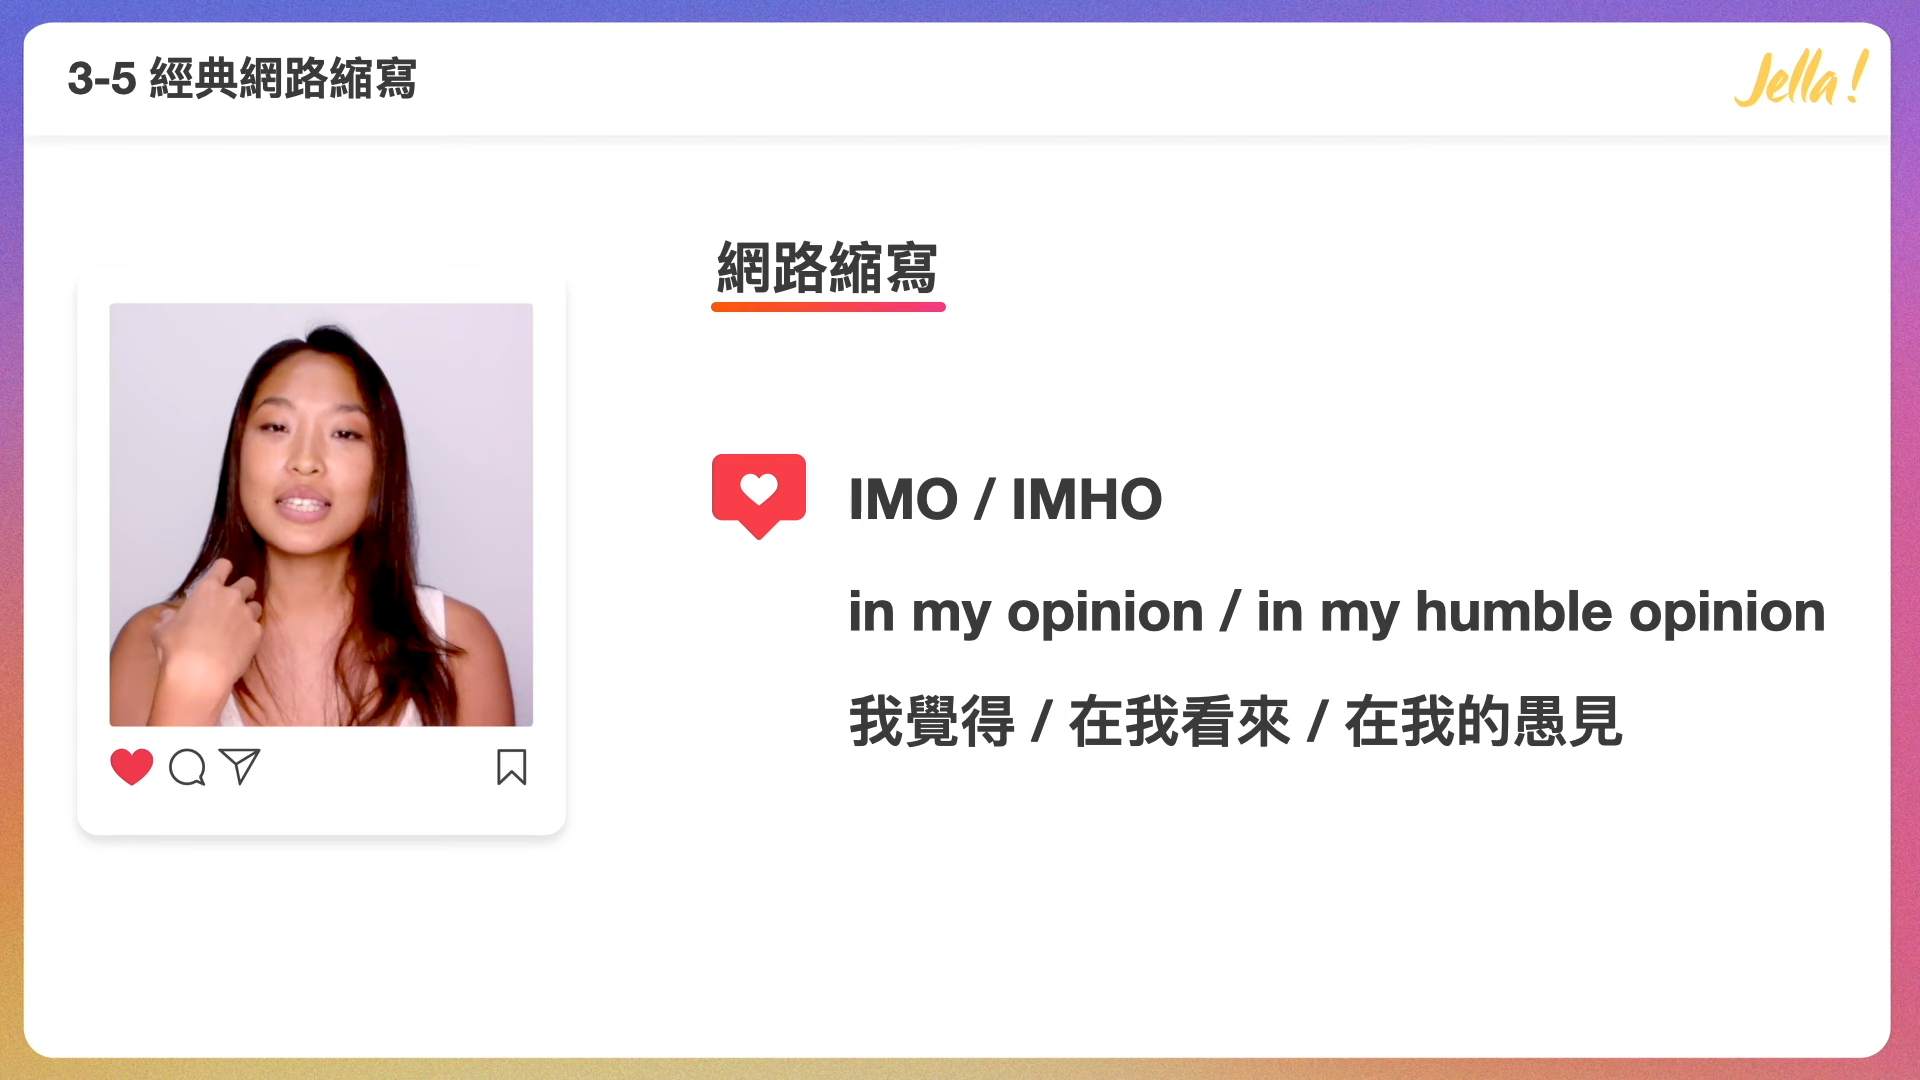 3-5 經典網路縮寫
Jella!
網路縮寫
IMO / IMHO
in my opinion / in my humble opinion
我覺得 / 在我看來 / 在我的愚見